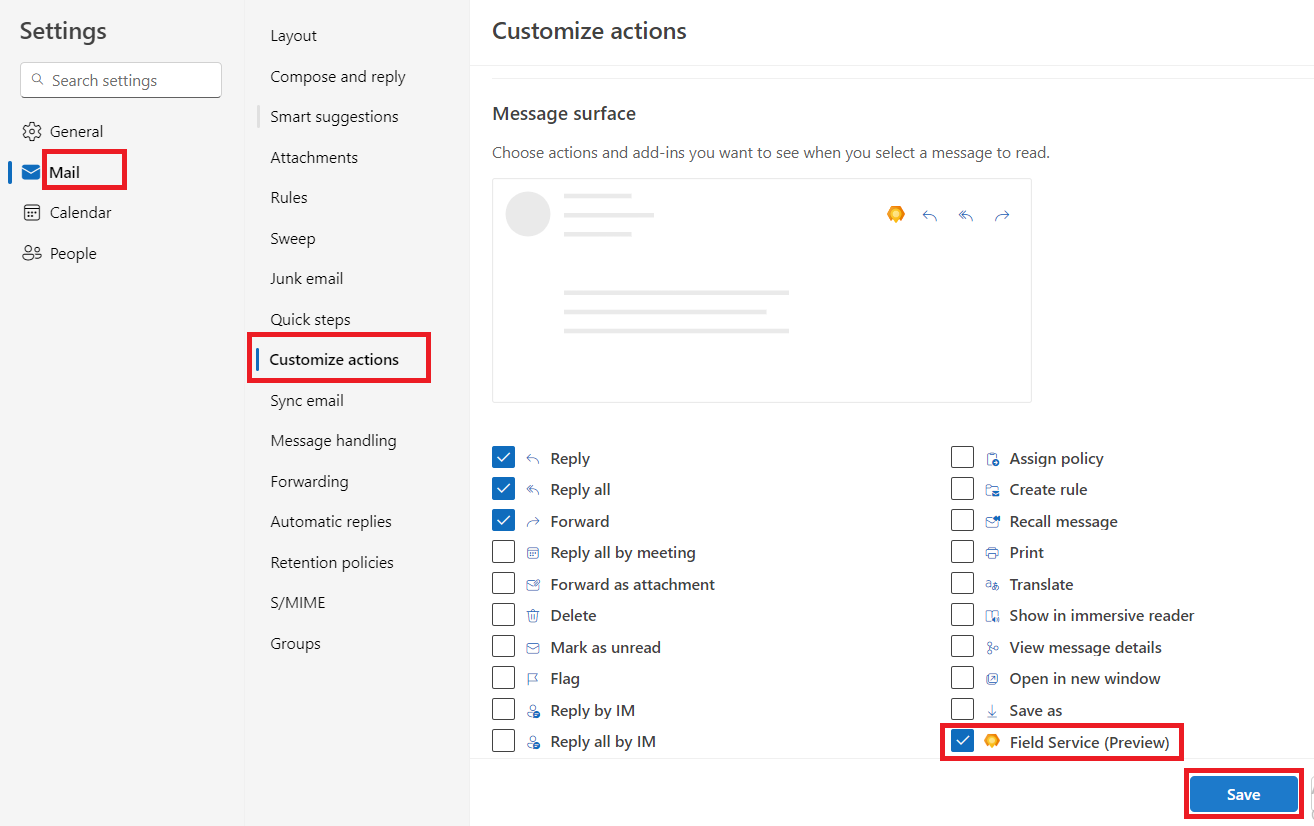 Settings
Search settings
General
Mail
Calendar
People
Layout
Compose and reply
Smart suggestions
Attachments
Rules
Sweep
Junk email
Quick steps
Customize actions
Sync email
Message handling
Forwarding
Automatic replies
Retention policies
S/MIME
Groups
Customize actions
Message surface
Choose actions and add-ins you want to see when you select a message to read.
Reply
Reply all
Forward
Reply all by meeting
Forward as attachment
Delete
Mark as unread
Flag
Reply by IM
Reply all by IM
Assign policy
Create rule
Recall message
Print
Translate
Show in immersive reader
View message details
Open in new window
Save as
Field Service (Preview)
Save